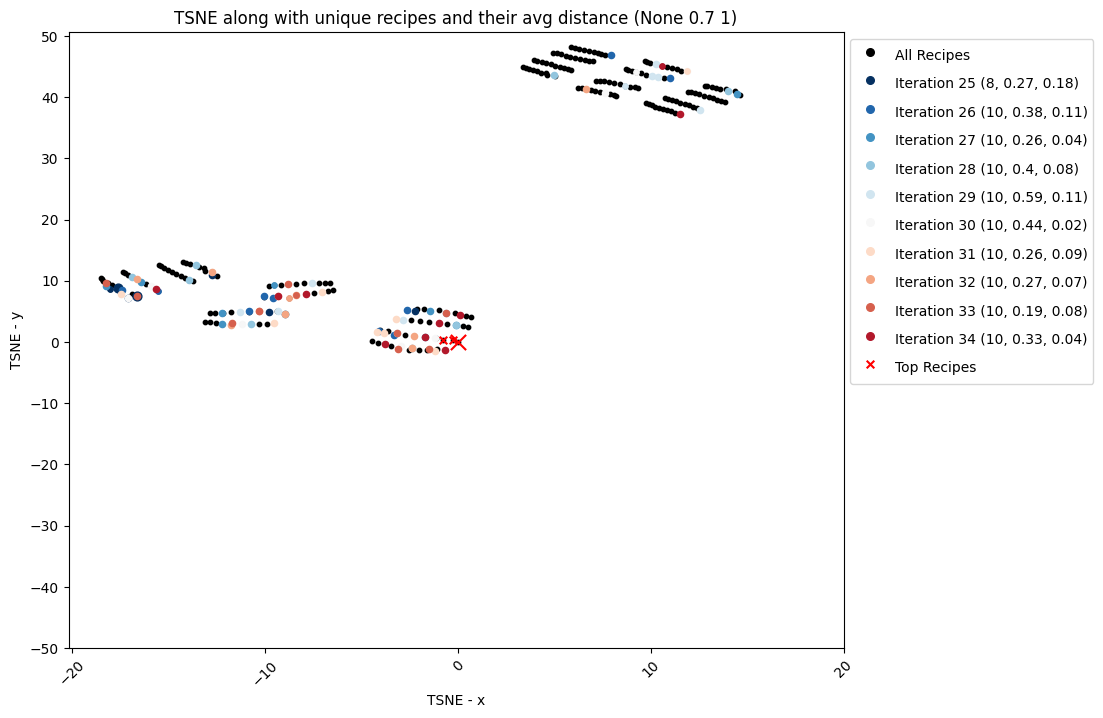 TSNE along with unique recipes and their avg distance (None 0.7 1)
50
40
30
20
10
0
−10
−20
−30
−40
−50
TSNE - y
−20
−10
0
10
20
TSNE - x
All Recipes
Iteration 25 (8, 0.27, 0.18)
Iteration 26 (10, 0.38, 0.11)
Iteration 27 (10, 0.26, 0.04)
Iteration 28 (10, 0.4, 0.08)
Iteration 29 (10, 0.59, 0.11)
Iteration 30 (10, 0.44, 0.02)
Iteration 31 (10, 0.26, 0.09)
Iteration 32 (10, 0.27, 0.07)
Iteration 33 (10, 0.19, 0.08)
Iteration 34 (10, 0.33, 0.04)
Top Recipes